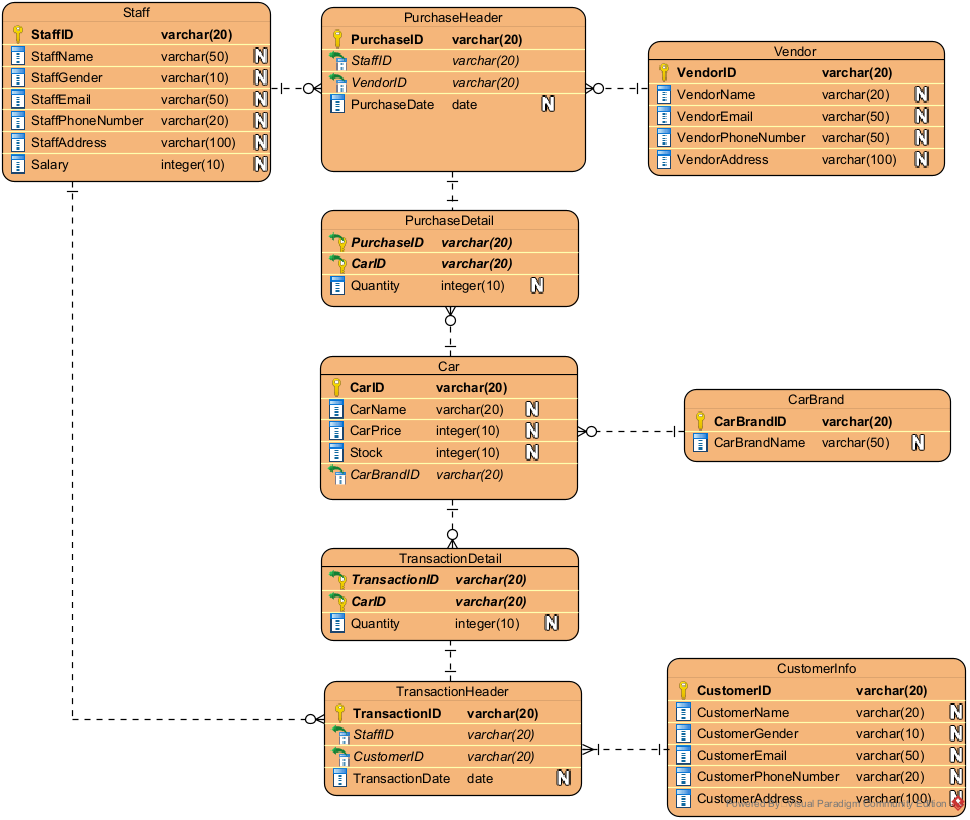 Staff
StaffID varchar(20)
StaffName varchar(50) N
StaffGender varchar(10) N
StaffEmail varchar(50) N
StaffPhoneNumber varchar(20) N
StaffAddress varchar(100) N
Salary integer(10) N
PurchaseHeader
PurchaseID varchar(20)
StaffID varchar(20)
VendorID varchar(20)
PurchaseDate date N
Vendor
VendorID varchar(20)
VendorName varchar(20) N
VendorEmail varchar(50) N
VendorPhoneNumber varchar(50) N
VendorAddress varchar(100) N
PurchaseDetail
PurchaseID varchar(20)
CarID varchar(20)
Quantity integer(10) N
Car
CarID varchar(20)
CarName varchar(20) N
CarPrice integer(10) N
Stock integer(10) N
CarBrandID varchar(20)
CarBrand
CarBrandID varchar(20)
CarBrandName varchar(50) N
TransactionDetail
TransactionID varchar(20)
CarID varchar(20)
Quantity integer(10) N
TransactionHeader
TransactionID varchar(20)
StaffID varchar(20)
CustomerID varchar(20)
TransactionDate date N
CustomerInfo
CustomerID varchar(20)
CustomerName varchar(20) N
CustomerGender varchar(10) N
CustomerEmail varchar(50) N
CustomerPhoneNumber varchar(20) N
CustomerAddress varchar(100) N
Powered By Visual Paradigm Community Edition